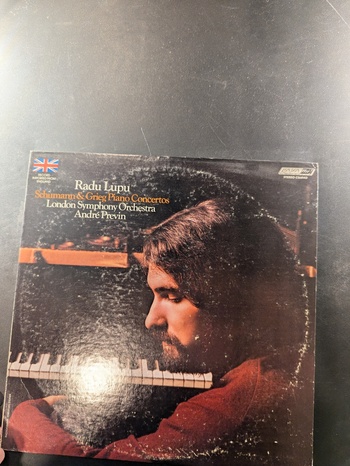 Radu Lupu
Schumann & Grieg Piano Concertos
London Symphony Orchestra
André Previn